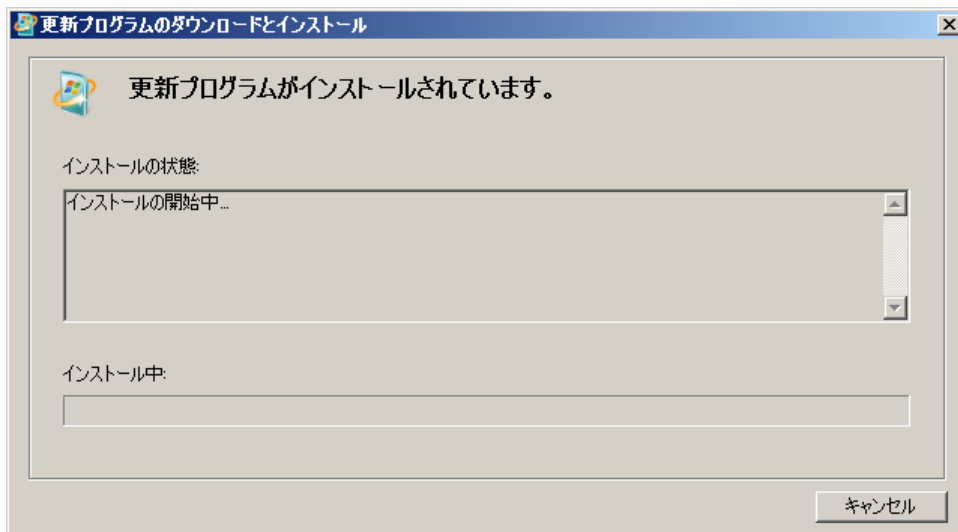 更新プログラムのダウンロードとインストール
更新プログラムがインストールされています。
インストールの状態:
インストールの開始中...
インストール中:
キャンセル